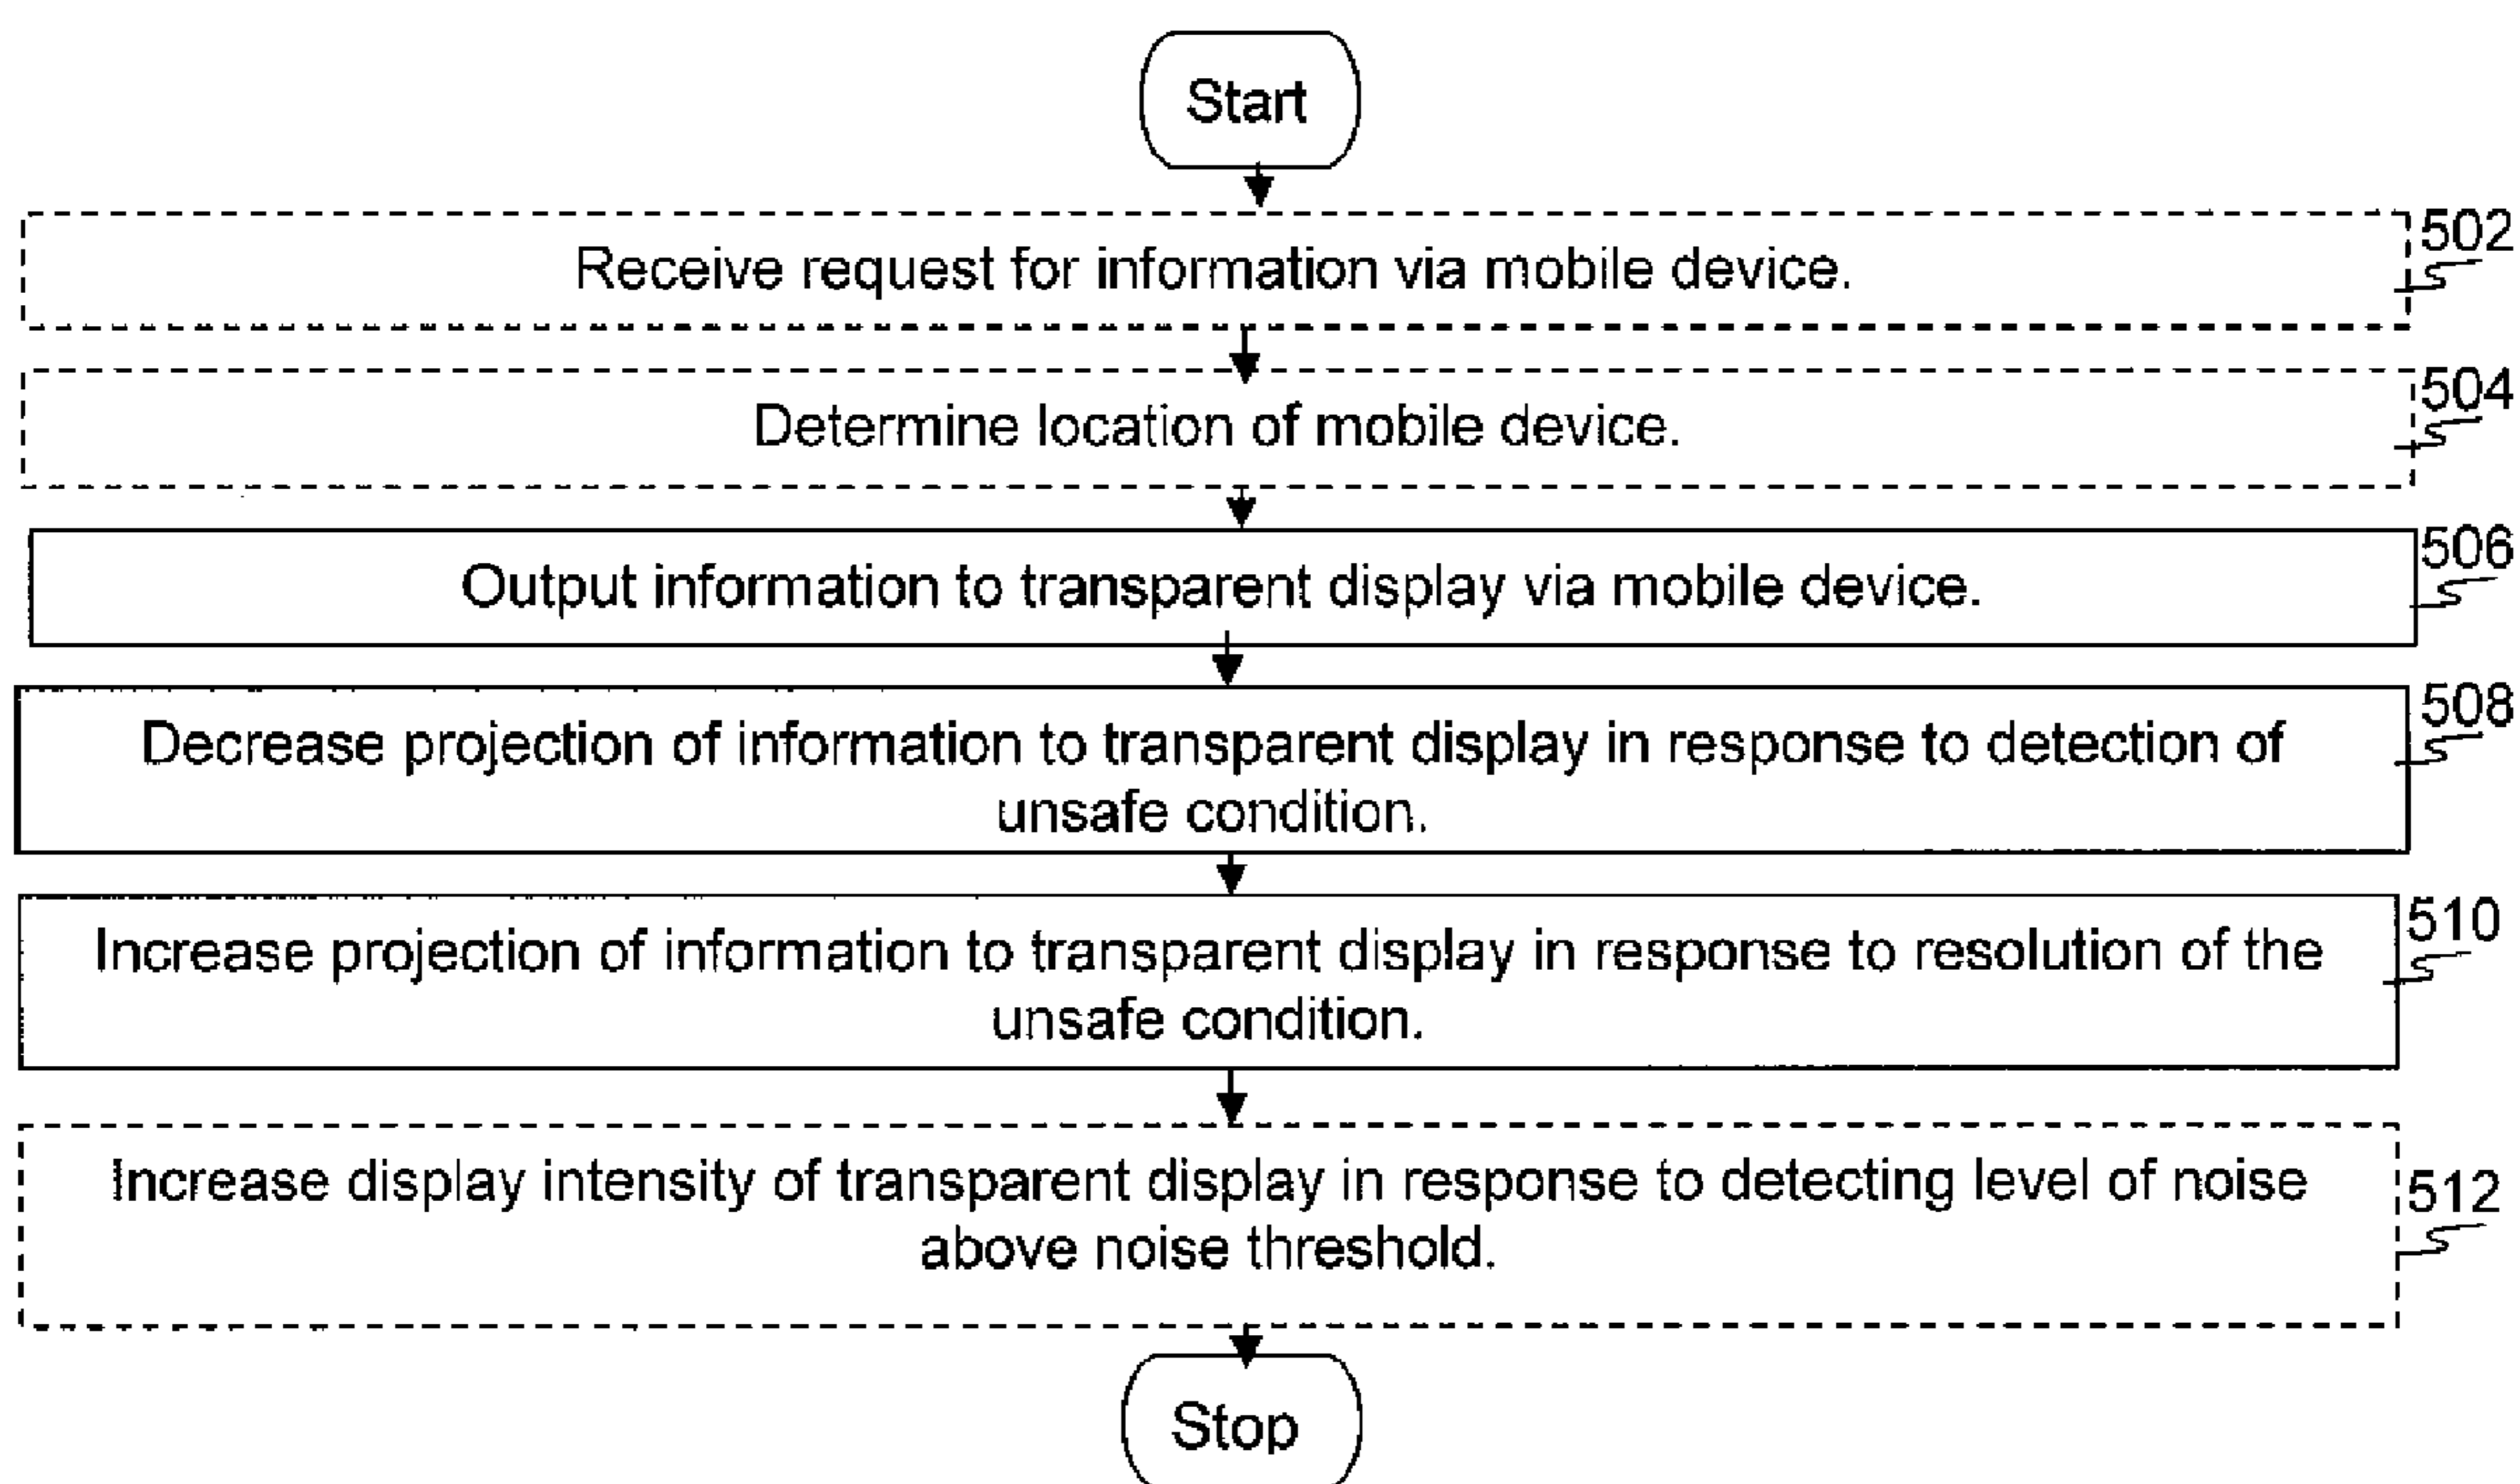 Start
502
Receive request for information via mobile device.
504
Determine location of mobile device.
506
Output information to transparent display via mobile device.
508
Decrease projection of information to transparent display in response to detection of
unsafe condition.
510
Increase projection of information to transparent display in response to resolution of the
unsafe condition.
512
Increase display intensity of transparent display in response to detecting level of noise
above noise threshold.
Stop